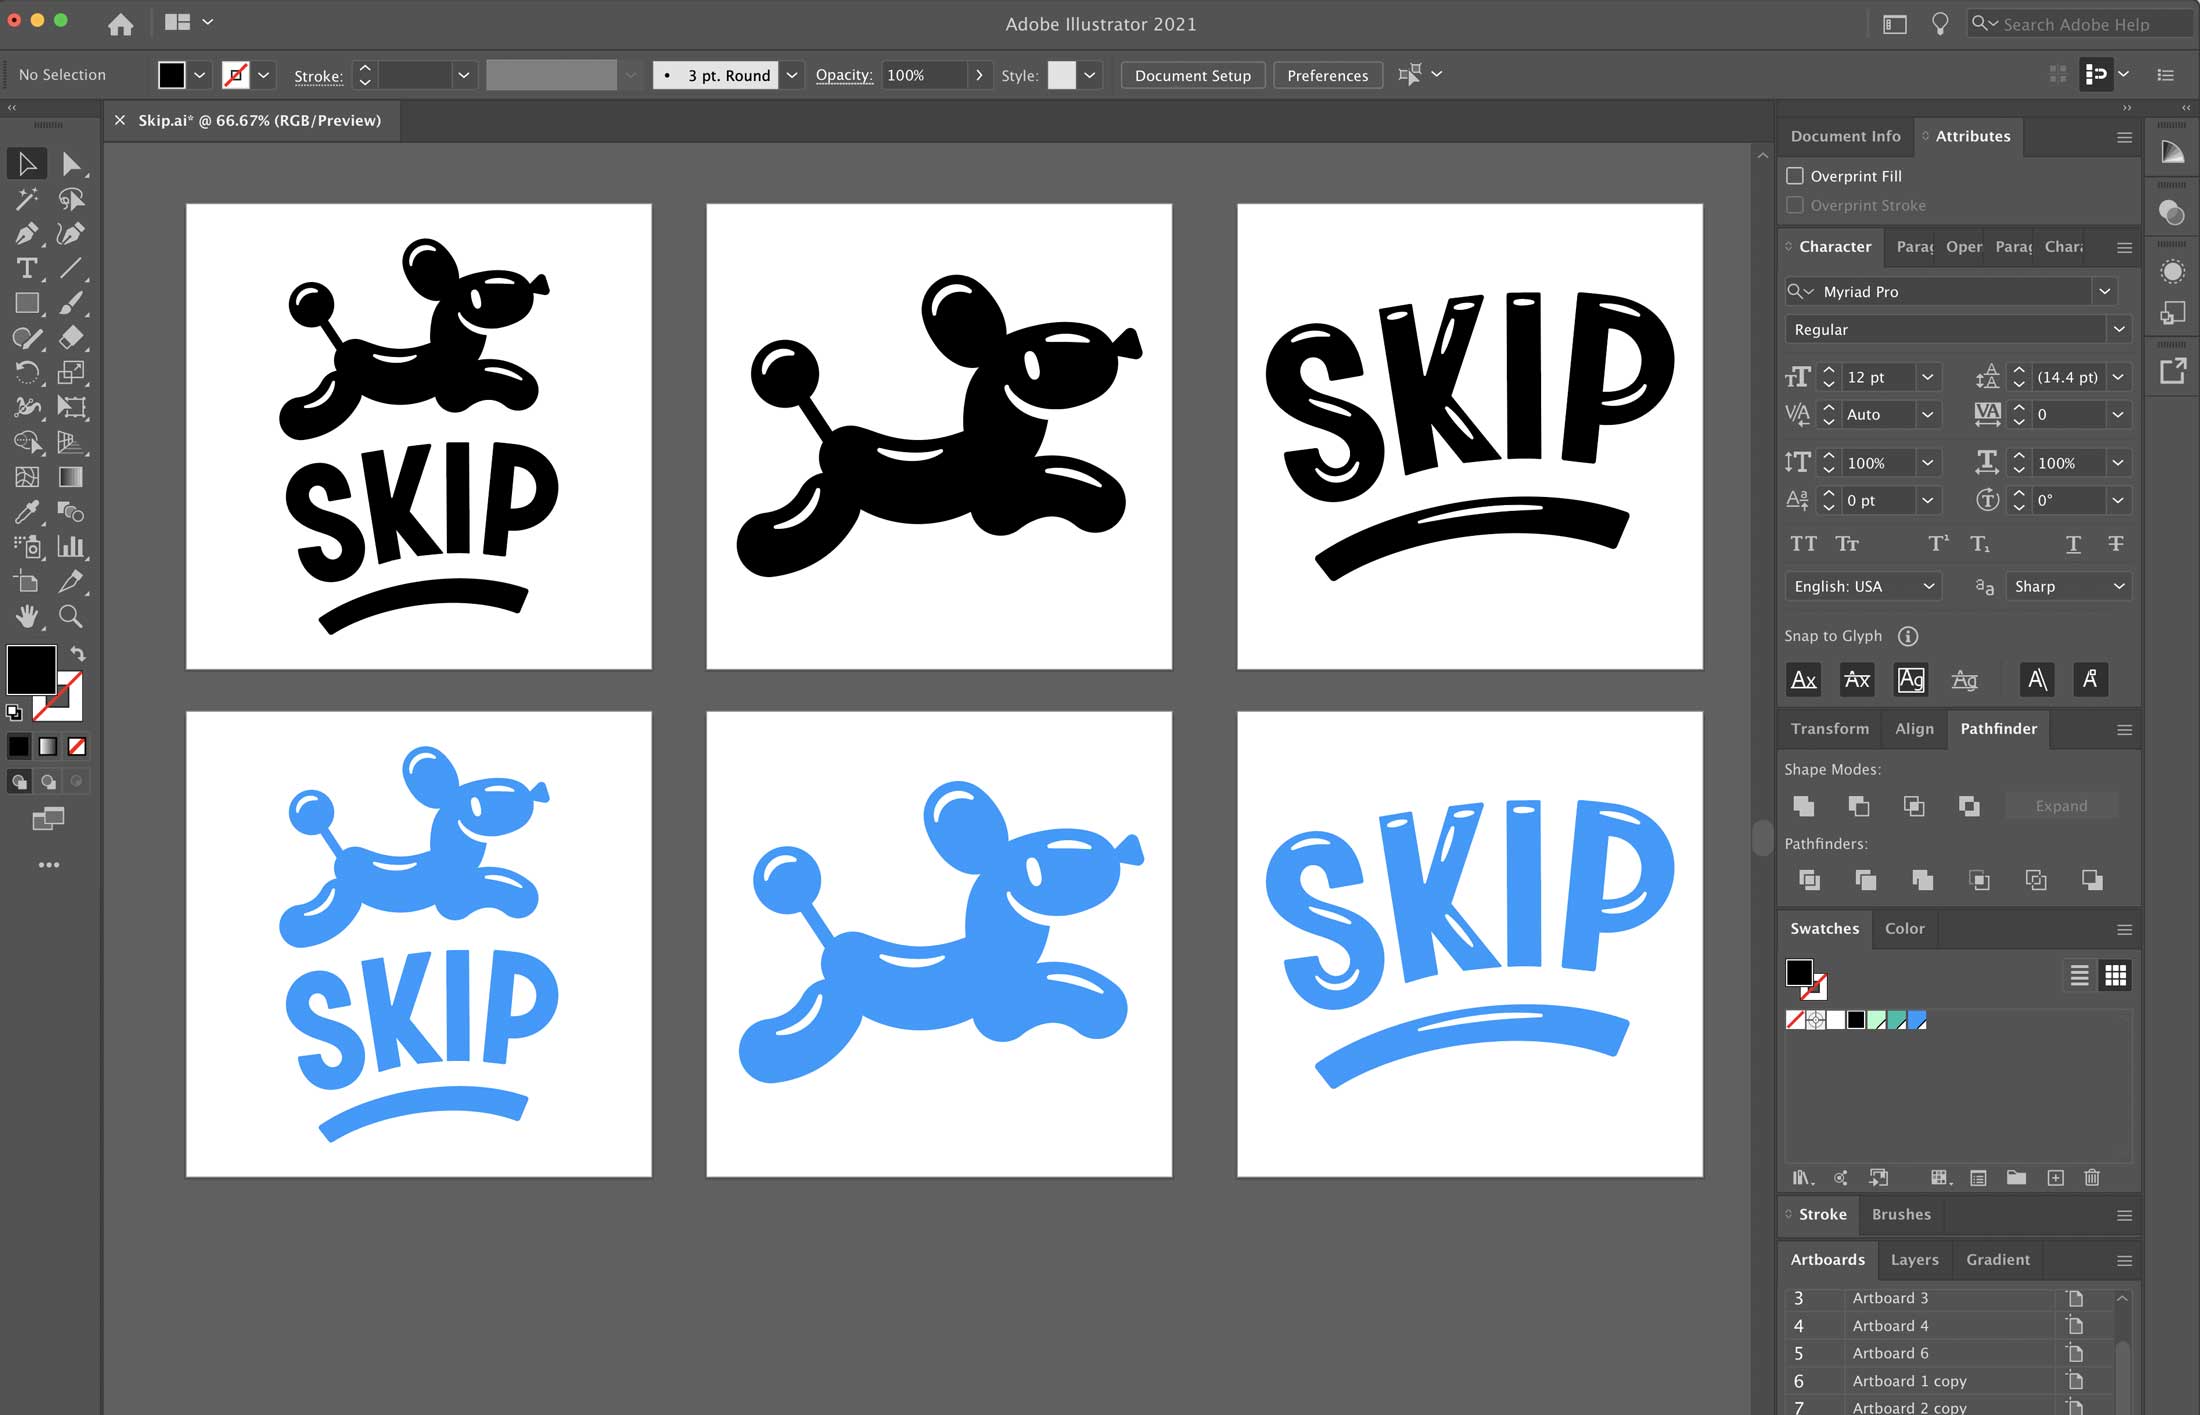 Adobe Illustrator 2021
Search Adobe Help
No Selection
Stroke:
3 pt. Round
Opacity:
100%
Style:
Document Setup
Preferences
Skip.ai* @ 66.67% (RGB/Preview)
SKIP
SKIP
SKIP
SKIP
Document Info
Attributes
Overprint Fill
Overprint Stroke
Character
Parag
Oper
Parag
Chara
Myriad Pro
Regular
12 pt
(14.4 pt)
Auto
0
100%
100%
0 pt
0°
English: USA
Sharp
Snap to Glyph
Transform
Align
Pathfinder
Shape Modes:
Expand
Pathfinders:
Swatches
Color
Stroke
Brushes
Artboards
Layers
Gradient
3 Artboard 3
4 Artboard 4
5 Artboard 6
6 Artboard 1 copy
7 Artboard 2 copy